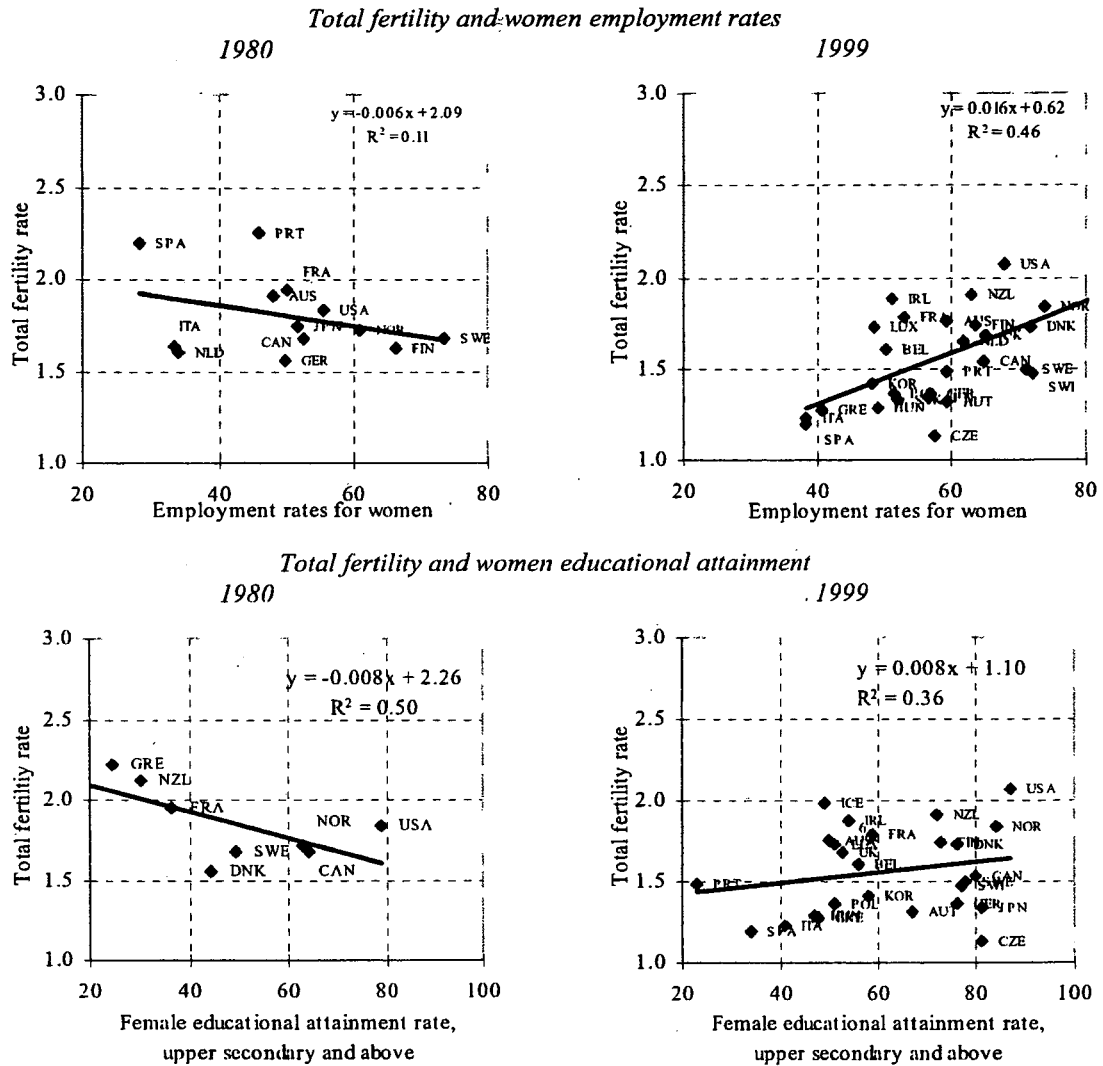 Total fertility and women employment rates
1980
1999
Total fertility rate
3.0
2.5
2.0
1.5
1.0
y = -0.006x + 2.09
R² = 0.11
SPA
PRT
FRA
AUS
USA
ITA
JPN
NOR
NLD
CAN
GER
FIN
SWE
20 40 60 80
Employment rates for women
Total fertility rate
3.0
2.5
2.0
1.5
1.0
y = 0.016x + 0.62
R² = 0.46
USA
IRL
NZL
NOR
LUX
FRA
AUS
FIN
DNK
BEL
NLD
CAN
KOR
PRT
SWE
SWI
GRE
HUN
ITA
SPA
CZE
20 40 60 80
Employment rates for women
Total fertility and women educational attainment
1980
1999
Total fertility rate
3.0
2.5
2.0
1.5
1.0
y = -0.008x + 2.26
R² = 0.50
GRE
NZL
FRA
NOR
USA
SWE
DNK
CAN
20 40 60 80 100
Female educational attainment rate,
upper secondary and above
Total fertility rate
3.0
2.5
2.0
1.5
1.0
y = 0.008x + 1.10
R² = 0.36
USA
ICE
IRL
NZL
NOR
FRA
FIN
DNK
UK
BEL
CAN
PRT
SWI
KOR
POL
AUT
JPN
SPA
ITA
CZE
20 40 60 80 100
Female educational attainment rate,
upper secondary and above